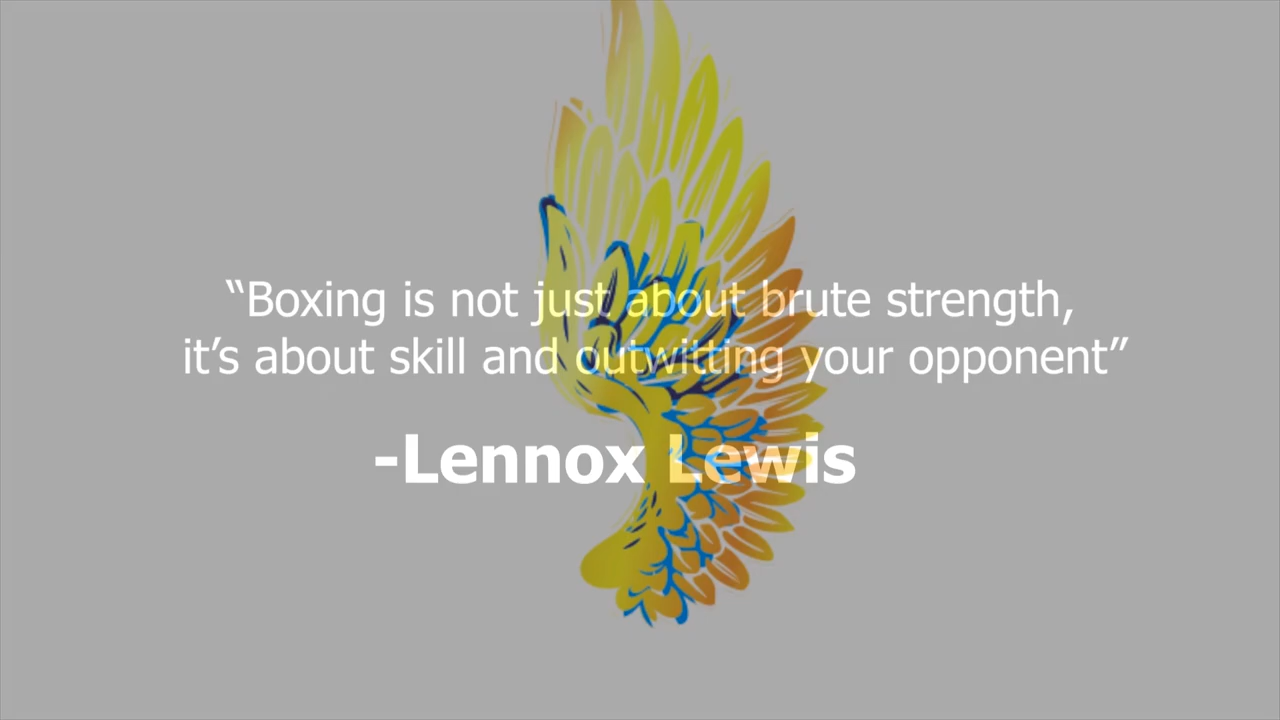 “Boxing is not just about brute strength,
it’s about skill and outwitting your opponent”
-Lennox Lewis